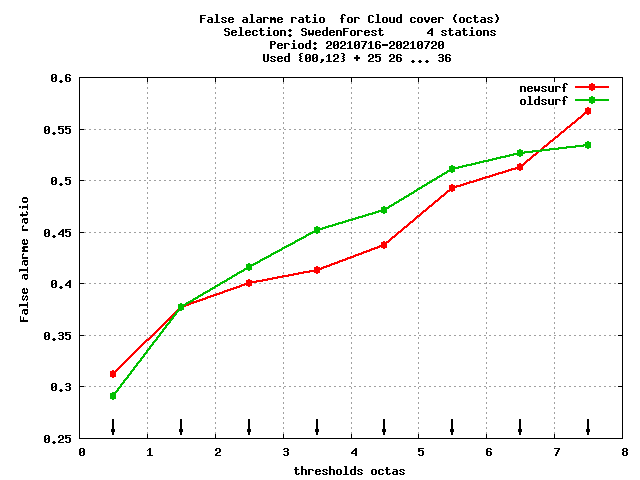 False alarme ratio  for Cloud cover (octas)
Selection: SwedenForest      4 stations
Period: 20210716-20210720
Used {00,12} + 25 26 ... 36
newsurf
oldsurf
0.6
0.55
0.5
0.45
0.4
0.35
0.3
0.25
False alarme ratio
0 1 2 3 4 5 6 7 8
thresholds octas